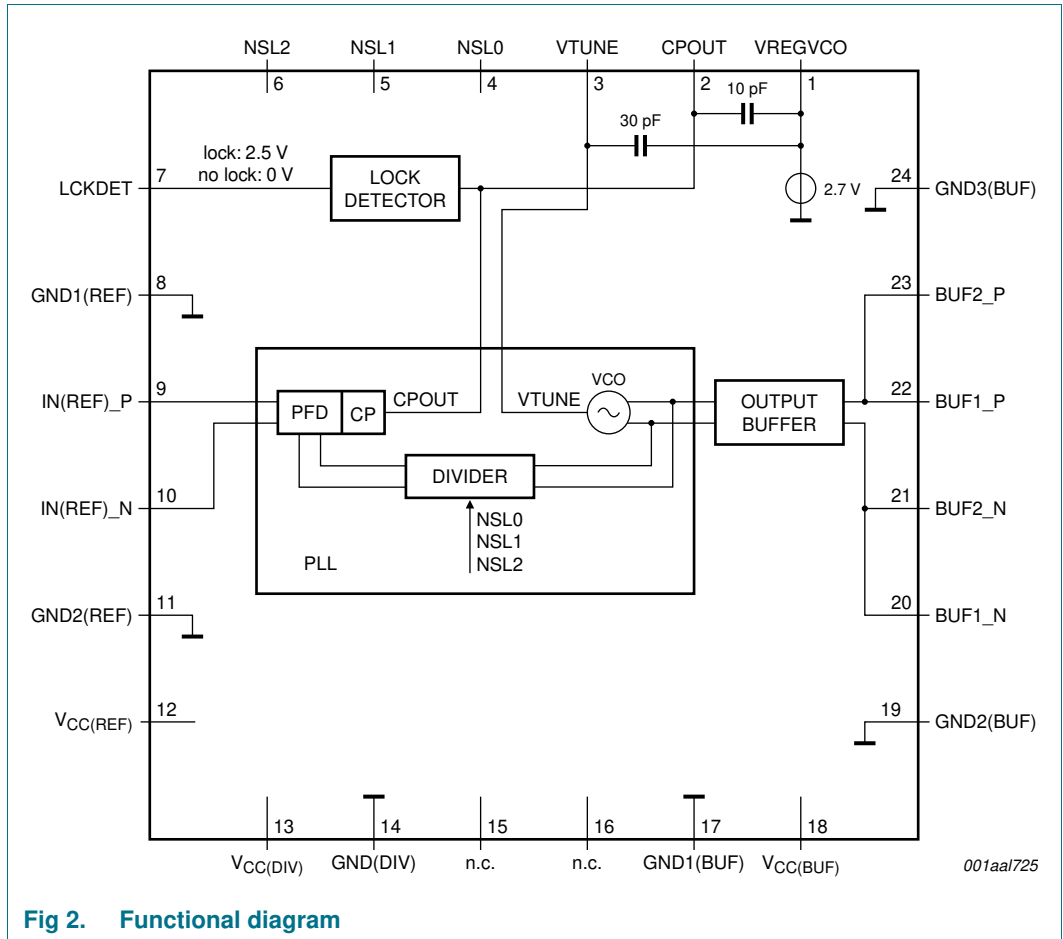 NSL2 NSL1 NSL0 VTUNE CPOUT VREGVCO
6 5 4 3 2 1
10 pF
30 pF
lock: 2.5 V
no lock: 0 V
LCKDET 7
LOCK
DETECTOR
2.7 V
24 GND3(BUF)
GND1(REF) 8
23 BUF2_P
IN(REF)_P 9
PFD CP CPOUT
VTUNE VCO
OUTPUT
BUFFER
22 BUF1_P
DIVIDER
IN(REF)_N 10
21 BUF2_N
NSL0
NSL1
NSL2
PLL
GND2(REF) 11
20 BUF1_N
VCC(REF) 12
19 GND2(BUF)
13 14 15 16 17 18
VCC(DIV) GND(DIV) n.c. n.c. GND1(BUF) VCC(BUF)
001aal725
Fig 2. Functional diagram